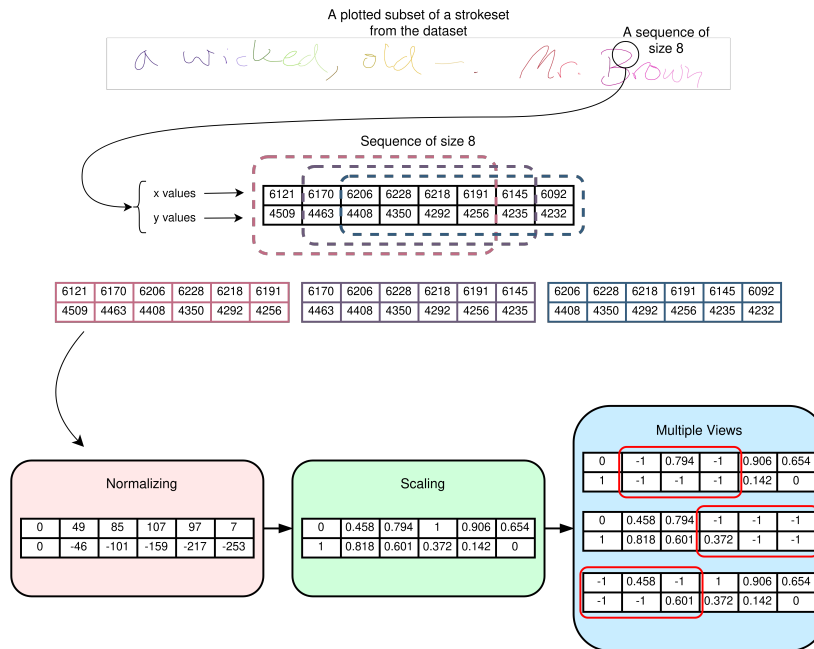 A plotted subset of a strokeset
from the dataset
A sequence of
size 8
a wicked, old —. Mr. Brown
Sequence of size 8
x values
6121 6170 6206 6228 6218 6191 6145 6092
y values
4509 4463 4408 4350 4292 4256 4235 4232
6121 6170 6206 6228 6218 6191
4509 4463 4408 4350 4292 4256
6170 6206 6228 6218 6191 6145
4463 4408 4350 4292 4256 4235
6206 6228 6218 6191 6145 6092
4408 4350 4292 4256 4235 4232
Normalizing
0 49 85 107 97 7
0 -46 -101 -159 -217 -253
Scaling
0 0.458 0.794 1 0.906 0.654
1 0.818 0.601 0.372 0.142 0
Multiple Views
0 -1 0.794 -1 0.906 0.654
1 -1 -1 -1 0.142 0
0 0.458 0.794 -1 -1 -1
1 0.818 0.601 0.372 -1 -1
-1 0.458 -1 1 0.906 0.654
-1 -1 0.601 0.372 0.142 0